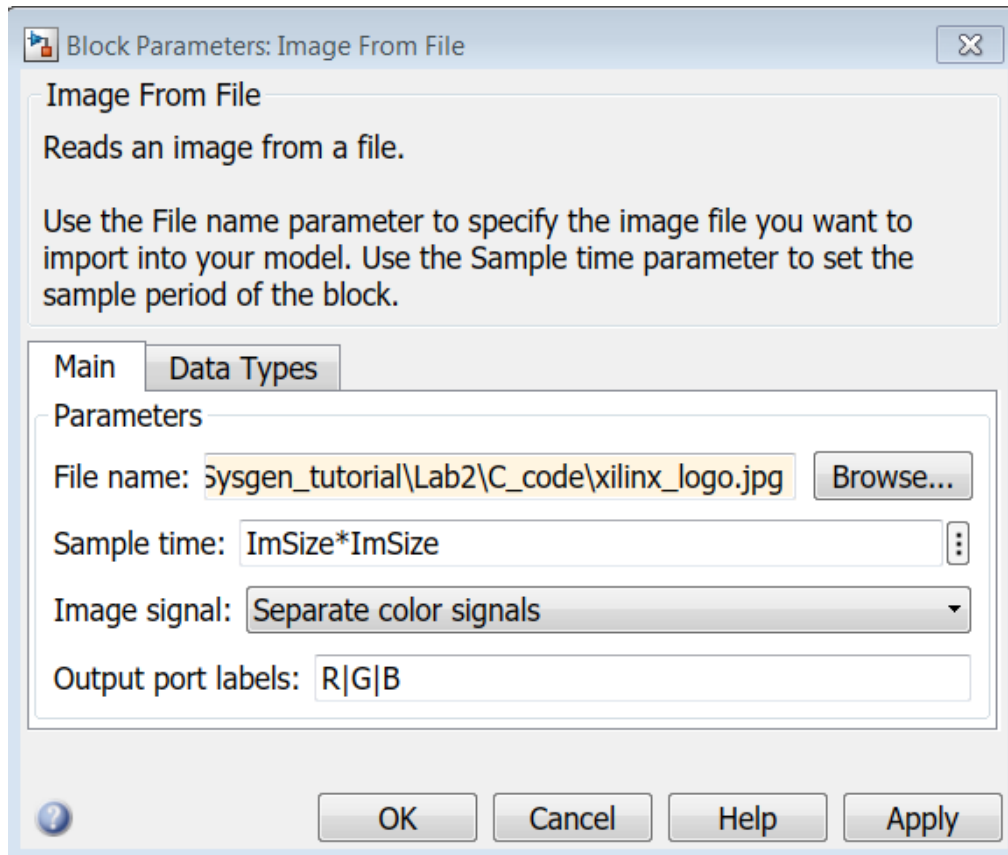 Block Parameters: Image From File
Image From File
Reads an image from a file.
Use the File name parameter to specify the image file you want to
import into your model. Use the Sample time parameter to set the
sample period of the block.
Main Data Types
Parameters
File name: Sysgen_tutorial\Lab2\C_code\xilinx_logo.jpg Browse...
Sample time: ImSize*ImSize
Image signal: Separate color signals
Output port labels: R|G|B
OK Cancel Help Apply